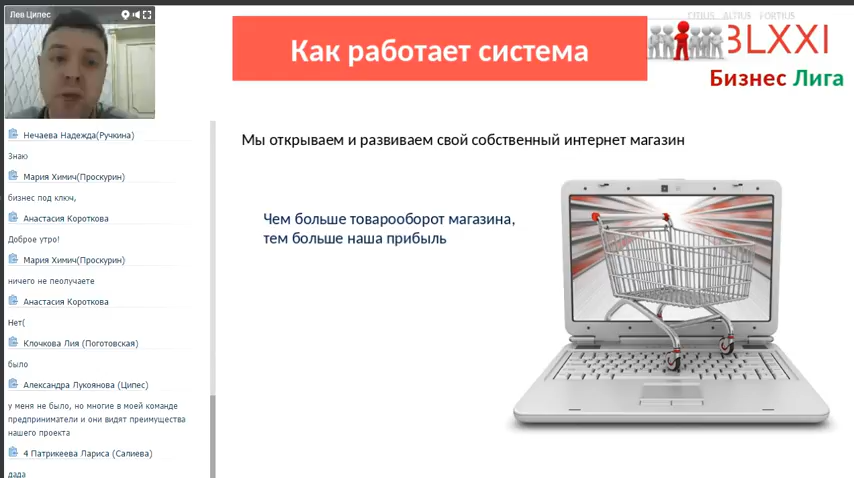 Лев Ципес
Нечаева Надежда(Ручкина)
Знаю
Мария Химич(Проскурин)
бизнес под ключ,
Анастасия Короткова
Доброе утро!
Мария Химич(Проскурин)
ничего не пеолучаете
Анастасия Короткова
Нет(
Клочкова Лия (Поготовская)
было
Александра Лукоянова (Ципес)
у меня не было, но многие в моей команде
предприниматели и они видят преимущества
нашего проекта
4 Патрикеева Лариса (Салиева)
дада
Как работает система
CITIUS ALTIUS FORTIUS
BLXXI
Бизнес Лига
Мы открываем и развиваем свой собственный интернет магазин
Чем больше товарооборот магазина,
тем больше наша прибыль